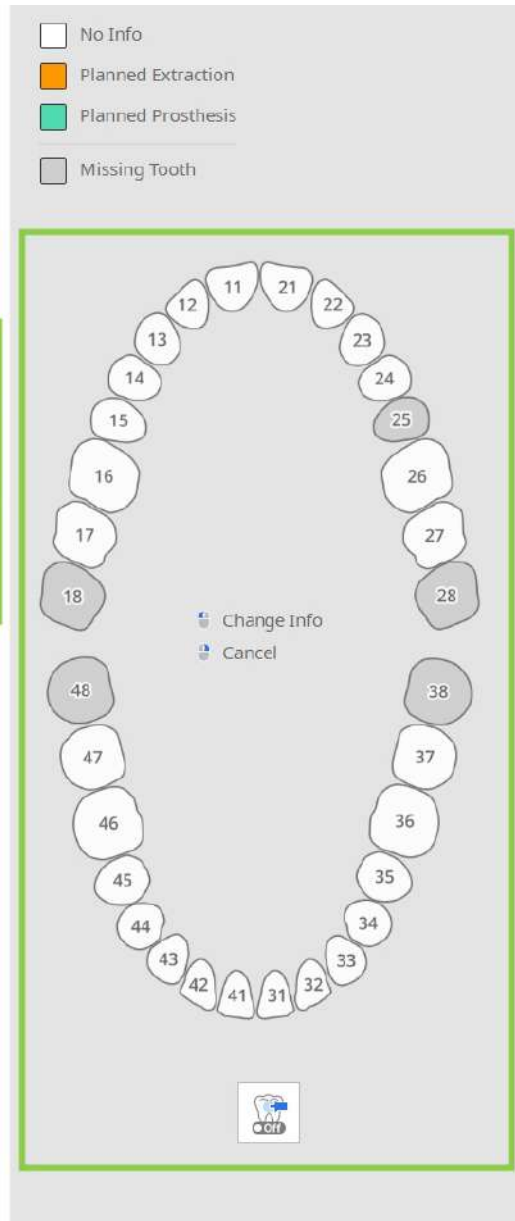 No Info
Planned Extraction
Planned Prosthesis
Missing Tooth
11 21
12 22
13 23
14 24
15 25
16 26
17 27
18 28
Change Info
Cancel
48 38
47 37
46 36
45 35
44 34
43 33
42 41 31 32
Off